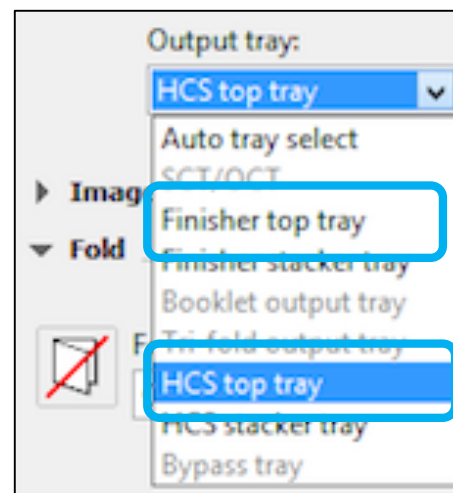 Output tray:
HCS top tray
Auto tray select
SCT/OCT
Imag
Finisher top tray
Fold
Finisher stacker tray
Booklet output tray
F
Tri-fold output tray
HCS top tray
HCS stacker tray
Bypass tray